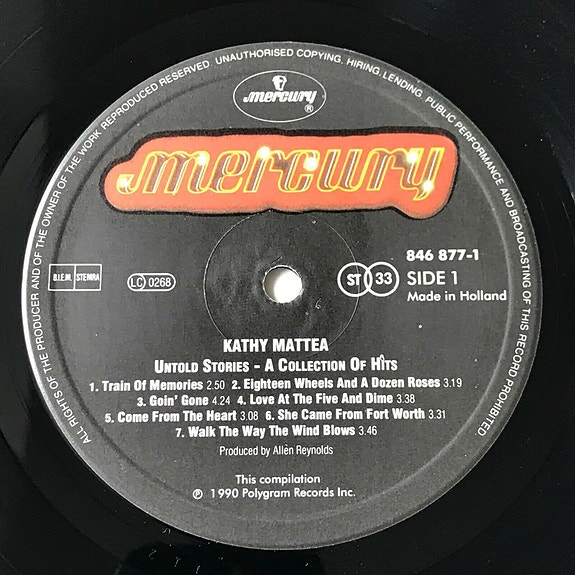 ALL RIGHTS OF THE PRODUCER AND OF THE OWNER OF THE WORK REPRODUCED RESERVED. UNAUTHORISED COPYING, HIRING, LENDING, PUBLIC PERFORMANCE AND BROADCASTING OF THIS RECORD PROHIBITED
mercury ®
mercury
846 877-1
B.I.E.M. STEMRA LC 0268 ST 33 SIDE 1
Made in Holland
KATHY MATTEA
UNTOLD STORIES - A COLLECTION OF HITS
1. Train Of Memories 2.50 2. Eighteen Wheels And A Dozen Roses 3.19
3. Goin' Gone 4.24 4. Love At The Five And Dime 3.38
5. Come From The Heart 3.08 6. She Came From Fort Worth 3.31
7. Walk The Way The Wind Blows 3.46
Produced by Allen Reynolds
This compilation
℗ 1990 Polygram Records Inc.